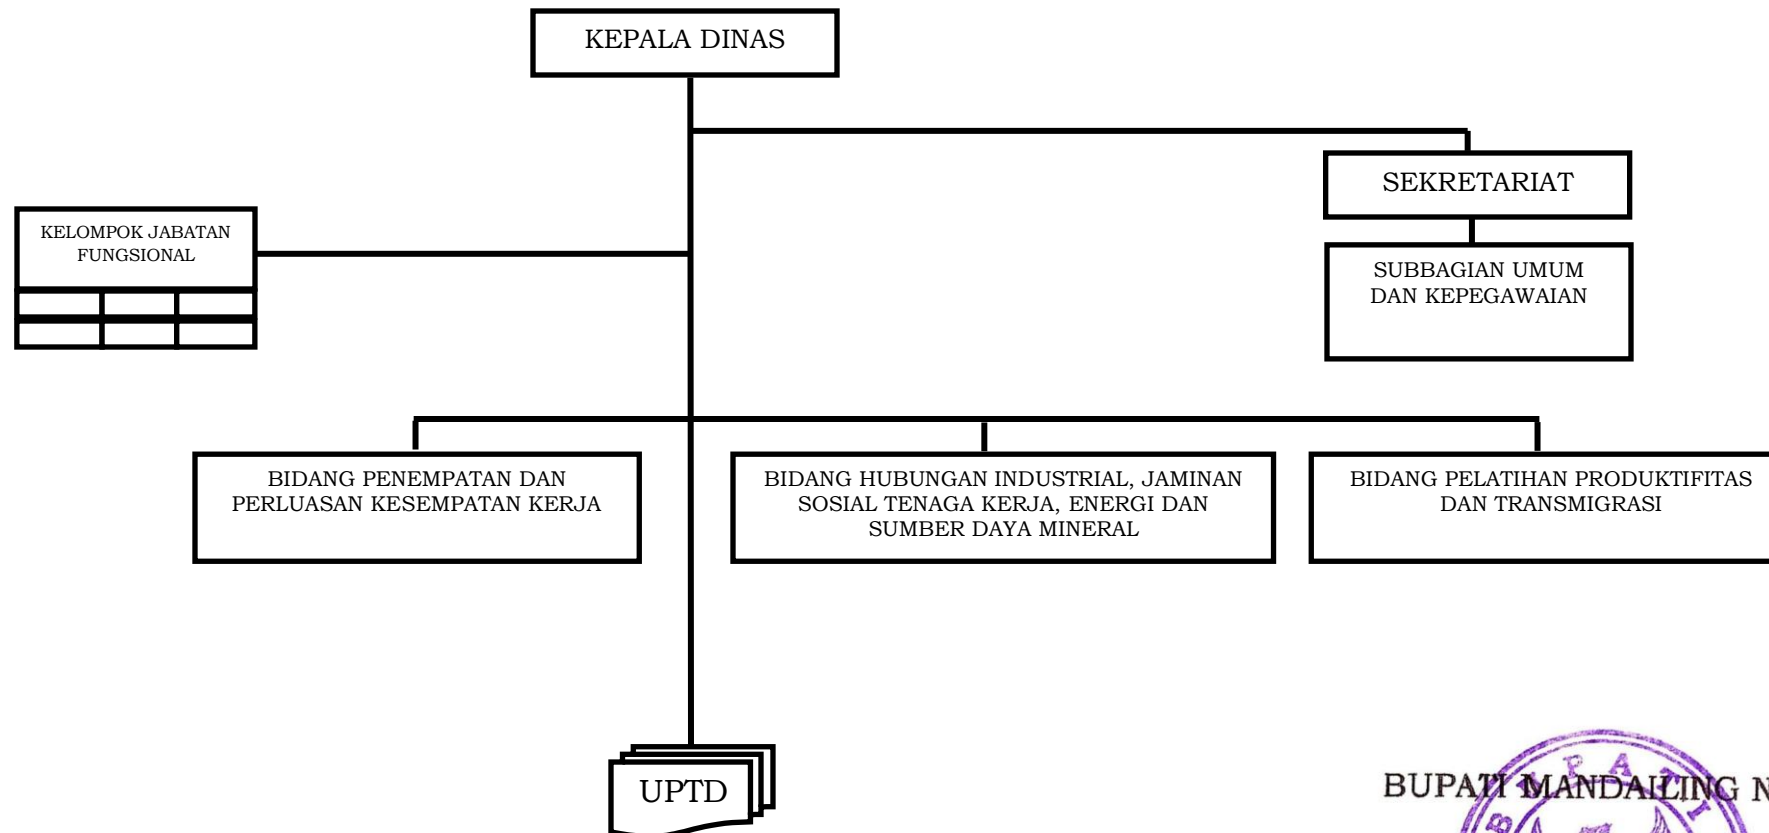 KEPALA DINAS
SEKRETARIAT
KELOMPOK JABATAN
FUNGSIONAL
SUBBAGIAN UMUM
DAN KEPEGAWAIAN
BIDANG PENEMPATAN DAN
PERLUASAN KESEMPATAN KERJA
BIDANG HUBUNGAN INDUSTRIAL, JAMINAN
SOSIAL TENAGA KERJA, ENERGI DAN
SUMBER DAYA MINERAL
BIDANG PELATIHAN PRODUKTIFITAS
DAN TRANSMIGRASI
UPTD
BUPATI MANDAILING N
BUPATI